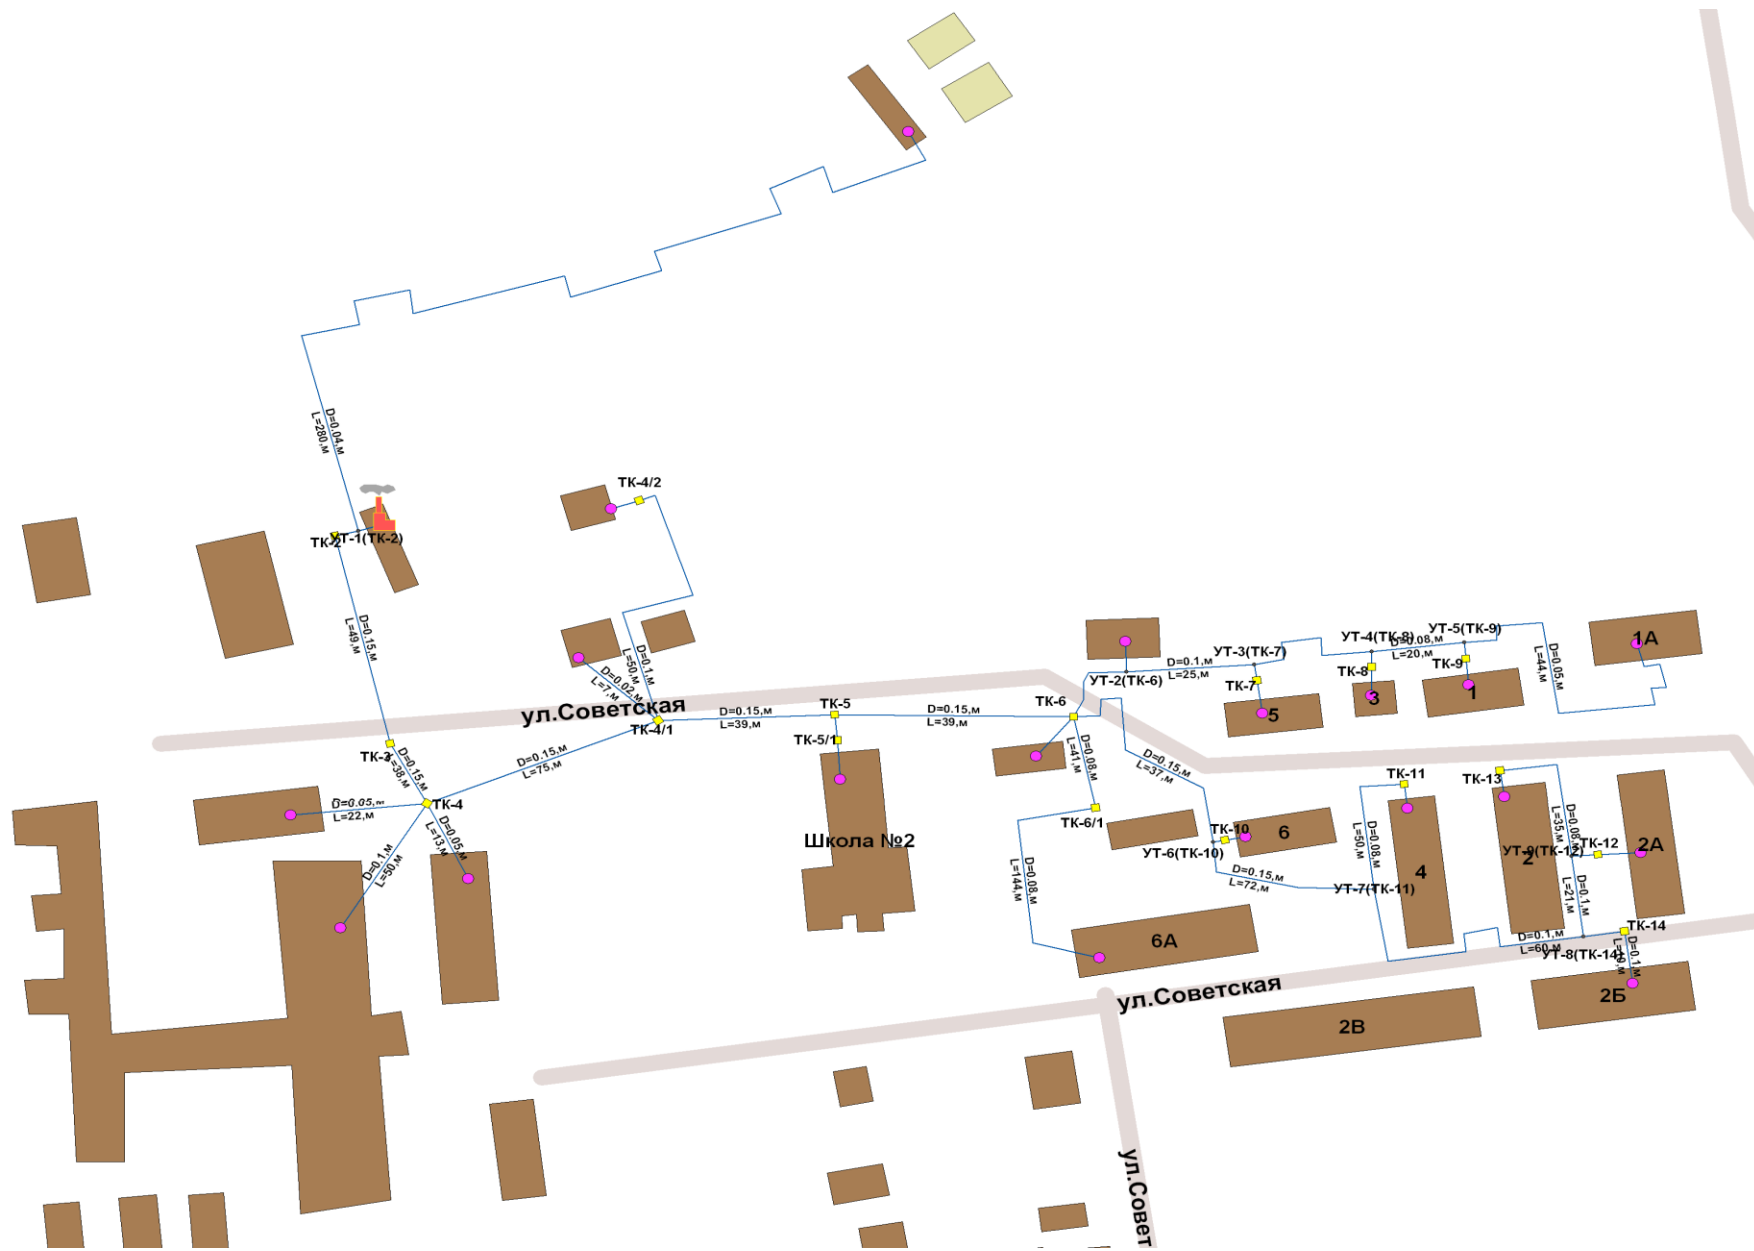 D=0.04,м
L=280,м
ТК-4/2
ТК-2
УТ-1(ТК-2)
D=0.15,м
L=49,м
D=0.1,м
L=50,м
D=0.02,м
L=7,м
ул.Советская
ТК-4/1
D=0.15,м
L=39,м
ТК-5
ТК-5/1
D=0.15,м
L=39,м
ТК-6
УТ-2(ТК-6)
D=0.1,м
L=25,м
УТ-3(ТК-7)
ТК-7
5
УТ-4(ТК-8)
D=0.08,м
L=20,м
ТК-8
3
УТ-5(ТК-9)
ТК-9
1
D=0.05,м
L=44,м
1А
ТК-3
D=0.15,м
L=38,м
D=0.15,м
L=75,м
ТК-4
D=0.05,м
L=22,м
D=0.05,м
L=13,м
D=0.1,м
L=50,м
Школа №2
D=0.08,м
L=41,м
ТК-6/1
D=0.08,м
L=144,м
6А
D=0.15,м
L=37,м
ТК-10
6
УТ-6(ТК-10)
D=0.15,м
L=72,м
УТ-7(ТК-11)
ТК-11
D=0.08,м
L=50,м
4
ТК-13
D=0.08,м
L=35,м
УТ-9(ТК-12)
ТК-12
2
2А
D=0.1,м
L=21,м
D=0.1,м
L=60,м
УТ-8(ТК-14)
ТК-14
D=0.1,м
2Б
2В
ул.Советская
ул.Совет